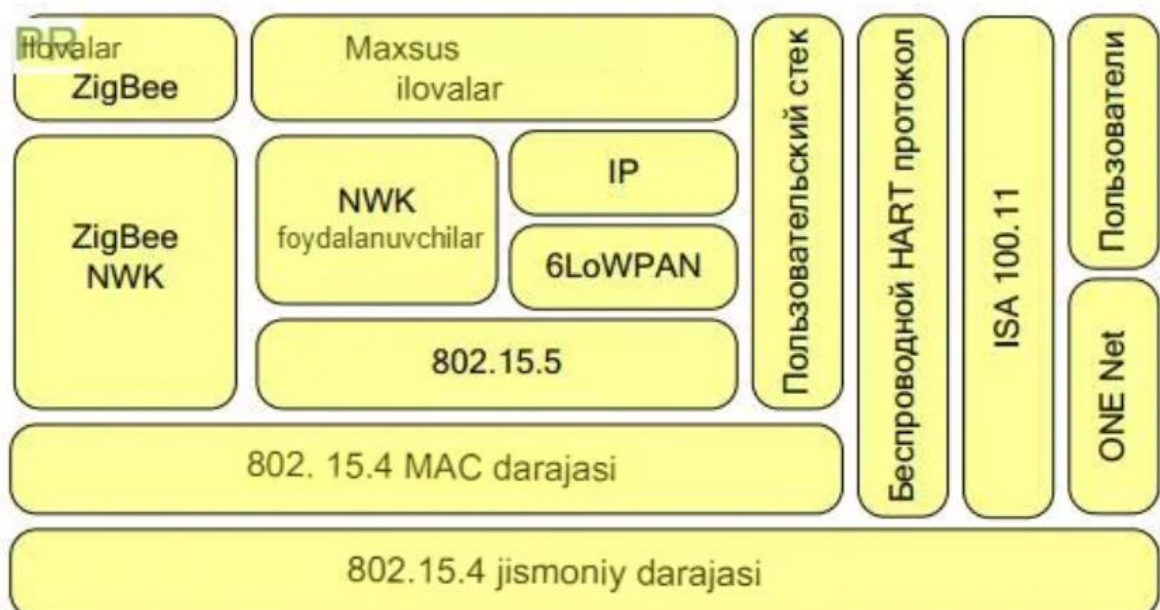 Ilovalar
ZigBee
Maxsus
ilovalar
ZigBee
NWK
NWK
foydalanuvchilar
IP
6LoWPAN
802.15.5
Пользовательский стек
Беспроводной HART протокол
ISA 100.11
Пользователи
ONE Net
802. 15.4 MAC darajasi
802.15.4 jismoniy darajasi